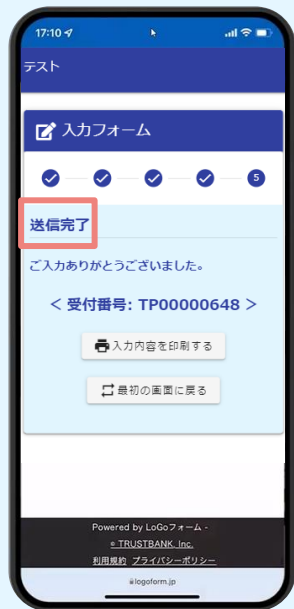 17:10
テスト
入力フォーム
5
送信完了
ご入力ありがとうございました。
< 受付番号: TP00000648 >
入力内容を印刷する
最初の画面に戻る
Powered by LoGoフォーム -
© TRUSTBANK, Inc.
利用規約 プライバシーポリシー
logoform.jp